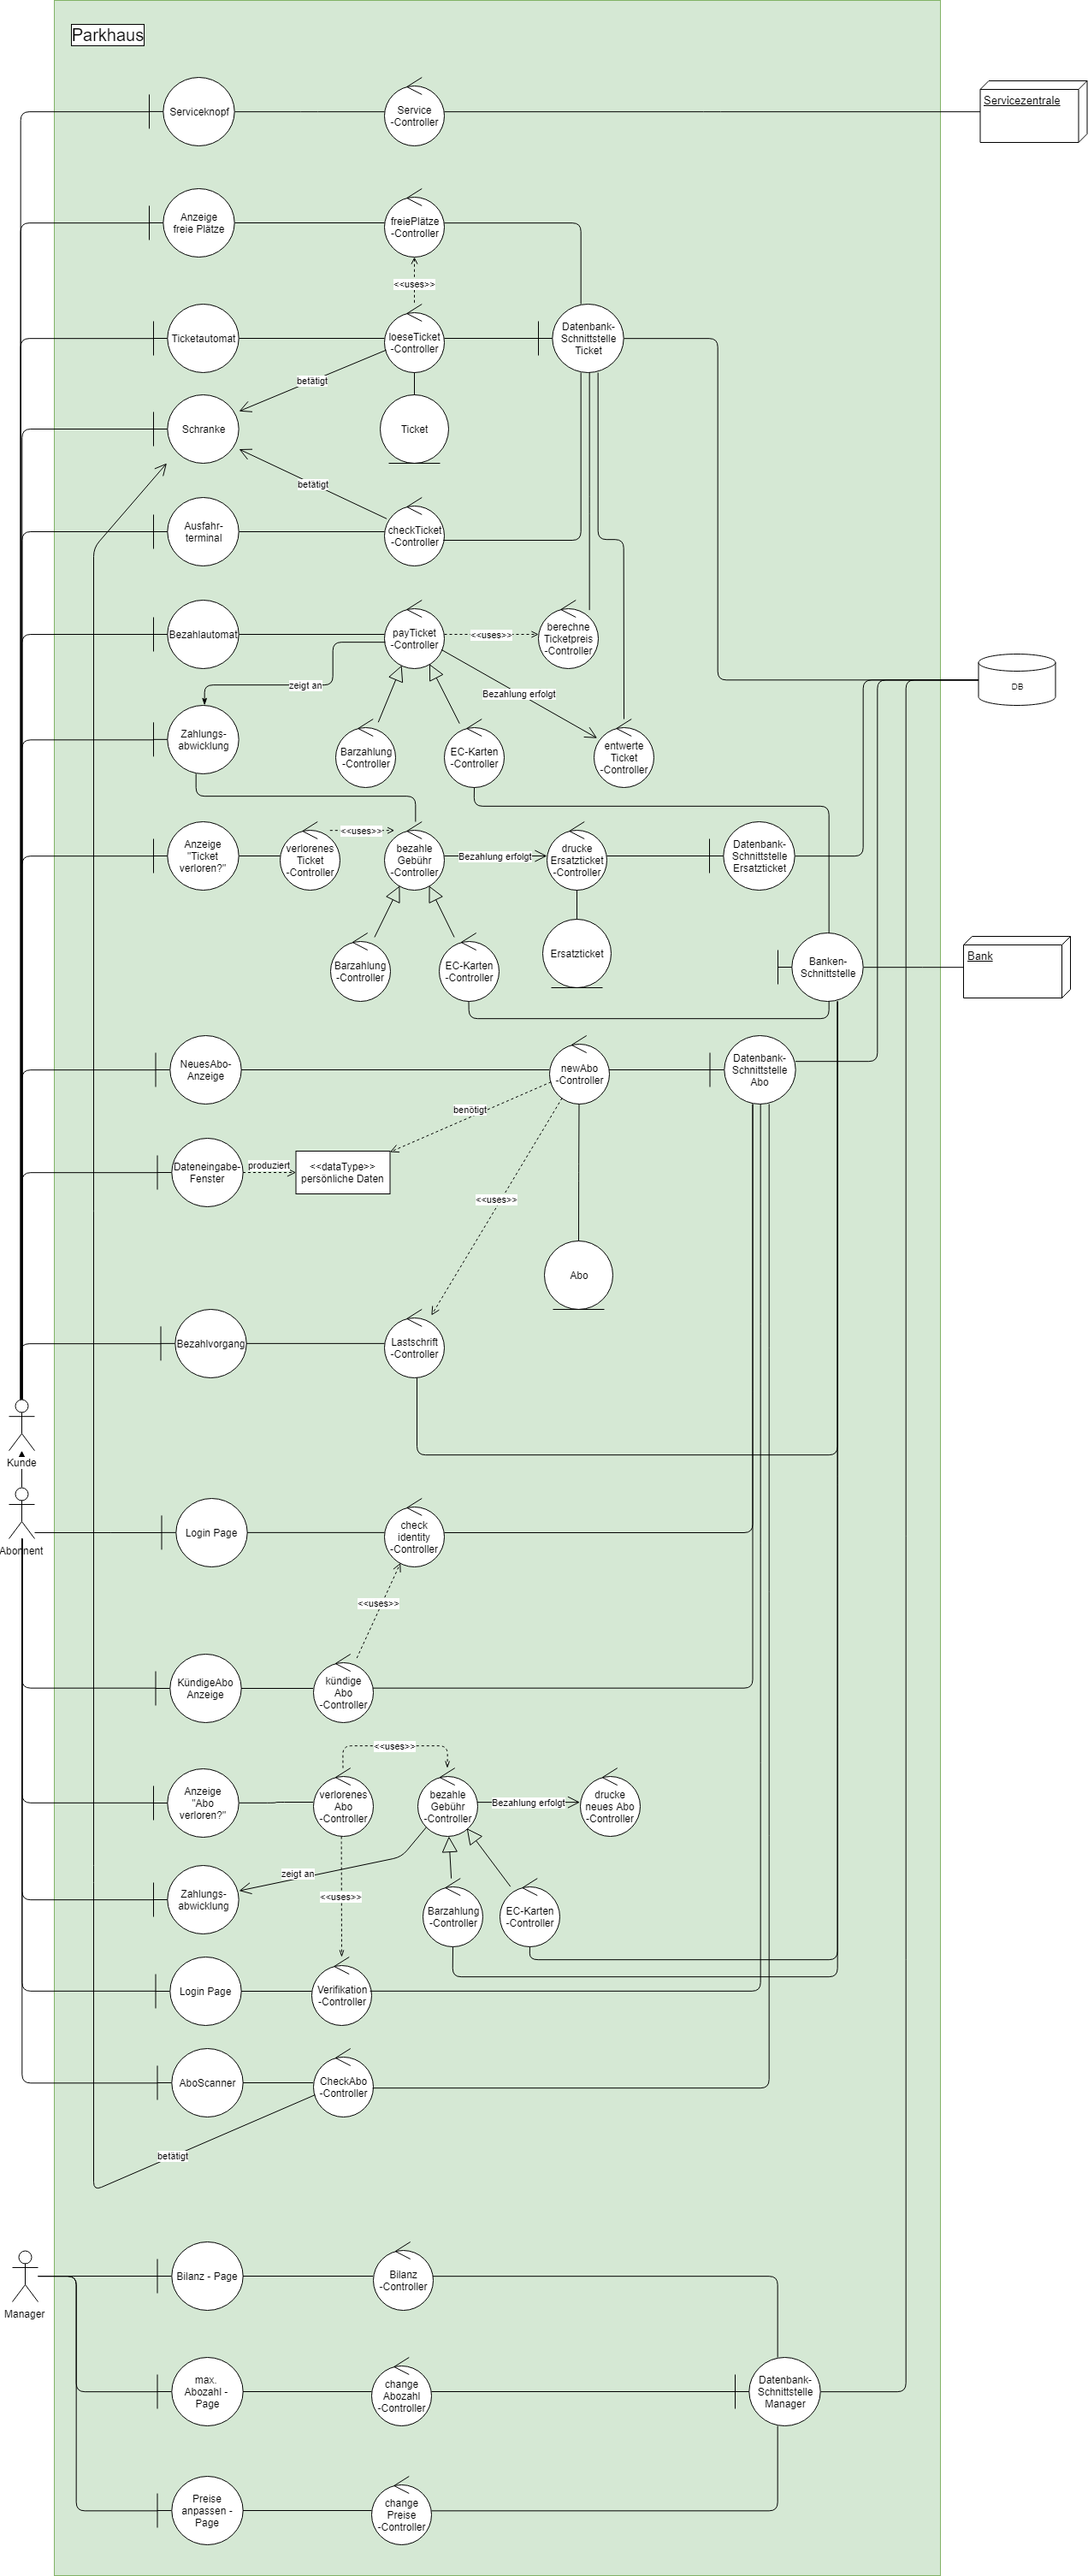 Parkhaus
Serviceknopf
Service
-Controller
Servicezentrale
Anzeige
freie Plätze
freiePlätze
-Controller
<<uses>>
Ticketautomat
loeseTicket
-Controller
Datenbank-
Schnittstelle
Ticket
betätigt
Schranke
Ticket
betätigt
Ausfahr-
terminal
checkTicket
-Controller
Bezahlautomat
payTicket
-Controller
<<uses>>
berechne
Ticketpreis
-Controller
zeigt an
Bezahlung erfolgt
DB
Zahlungs-
abwicklung
Barzahlung
-Controller
EC-Karten
-Controller
entwerte
Ticket
-Controller
Anzeige
"Ticket
verloren?"
verlorenes
Ticket
-Controller
<<uses>>
bezahle
Gebühr
-Controller
Bezahlung erfolgt
drucke
Ersatzticket
-Controller
Datenbank-
Schnittstelle
Ersatzticket
Barzahlung
-Controller
EC-Karten
-Controller
Ersatzticket
Banken-
Schnittstelle
Bank
NeuesAbo-
Anzeige
newAbo
-Controller
Datenbank-
Schnittstelle
Abo
benötigt
Dateneingabe-
Fenster
produziert
<<dataType>>
persönliche Daten
<<uses>>
Abo
Bezahlvorgang
Lastschrift
-Controller
Kunde
Abonnent
Login Page
check
identity
-Controller
<<uses>>
KündigeAbo
Anzeige
kündige
Abo
-Controller
<<uses>>
Anzeige
"Abo
verloren?"
verlorenes
Abo
-Controller
bezahle
Gebühr
-Controller
Bezahlung erfolgt
drucke
neues Abo
-Controller
zeigt an
Zahlungs-
abwicklung
<<uses>>
Barzahlung
-Controller
EC-Karten
-Controller
Login Page
Verifikation
-Controller
AboScanner
CheckAbo
-Controller
betätigt
Manager
Bilanz - Page
Bilanz
-Controller
max.
Abozahl -
Page
change
Abozahl
-Controller
Datenbank-
Schnittstelle
Manager
Preise
anpassen -
Page
change
Preise
-Controller